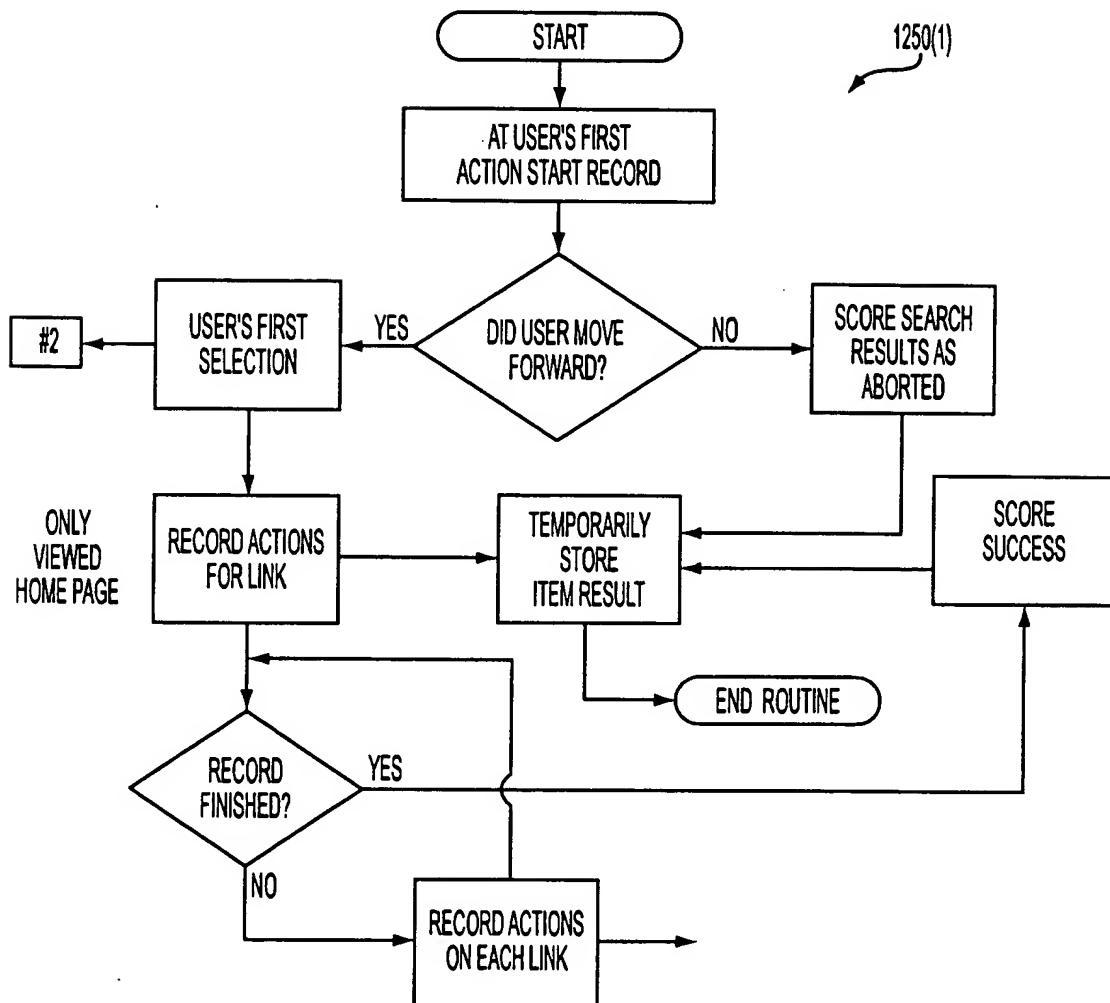 START
1250(1)
AT USER'S FIRST
ACTION START RECORD
#2
USER'S FIRST
SELECTION
YES
DID USER MOVE
FORWARD?
NO
SCORE SEARCH
RESULTS AS
ABORTED
ONLY
VIEWED
HOME PAGE
RECORD ACTIONS
FOR LINK
TEMPORARILY
STORE
ITEM RESULT
SCORE
SUCCESS
END ROUTINE
RECORD
FINISHED?
YES
NO
RECORD ACTIONS
ON EACH LINK